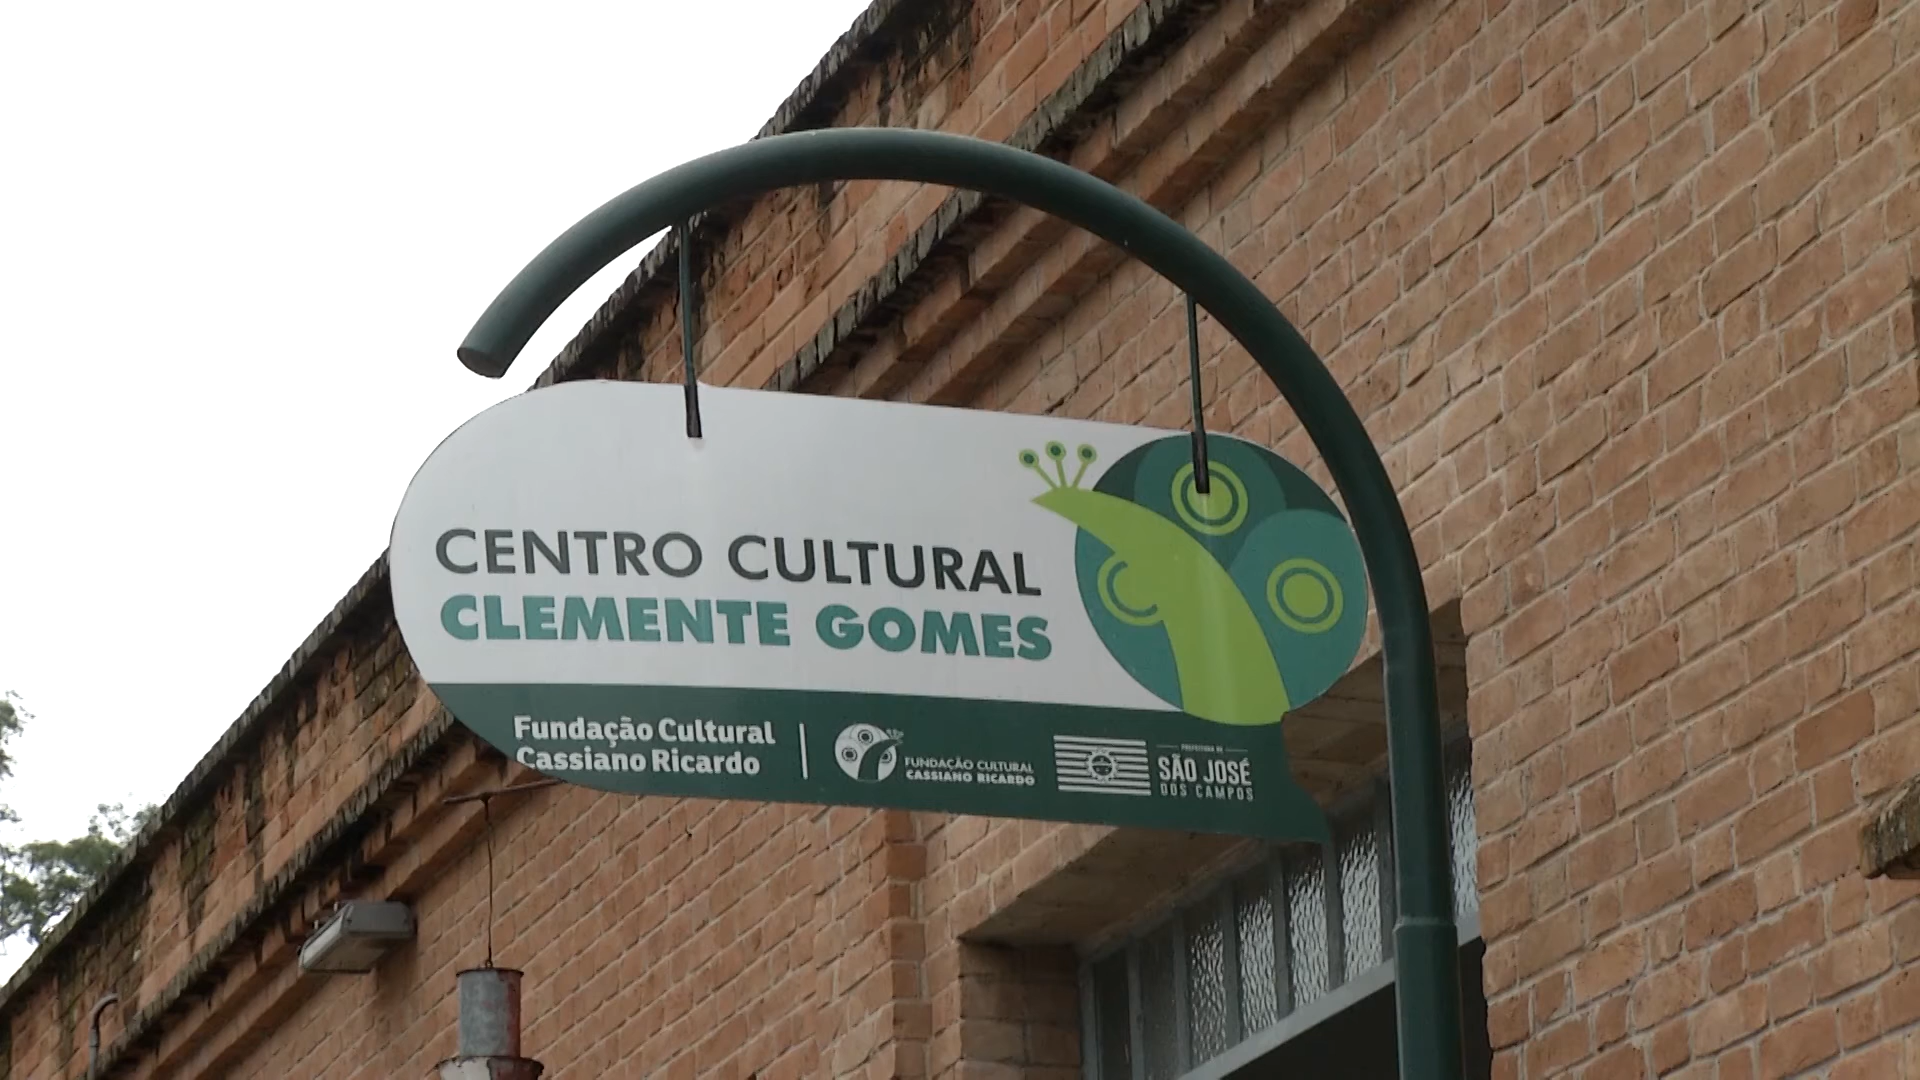 CENTRO CULTURAL
CLEMENTE GOMES
Fundação Cultural
Cassiano Ricardo
FUNDAÇÃO CULTURAL
CASSIANO RICARDO
PREFEITURA DE
SÃO JOSÉ
DOS CAMPOS